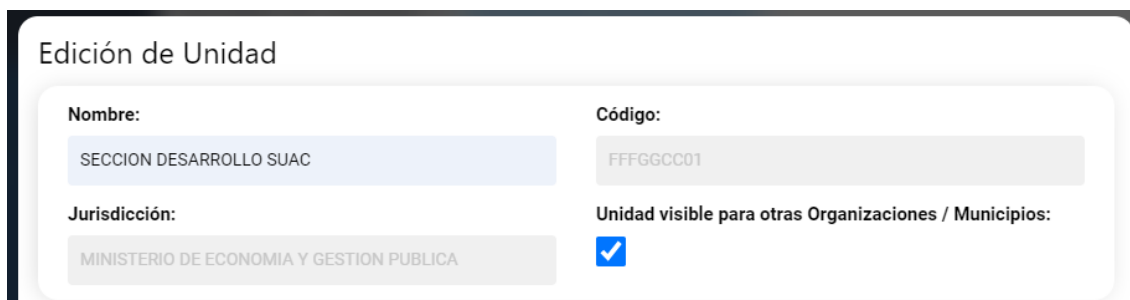 Edición de Unidad
Nombre:
Código:
SECCION DESARROLLO SUAC
FFFGGCC01
Jurisdicción:
Unidad visible para otras Organizaciones / Municipios:
MINISTERIO DE ECONOMIA Y GESTION PUBLICA